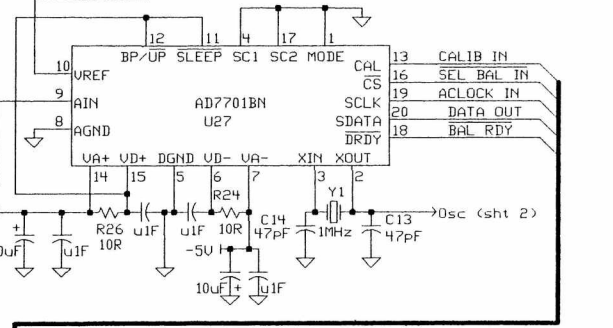 12 11 4 17 1
BP/UP SLEEP SC1 SC2 MODE
10 VREF
9 AIN
8 AGND
AD7701BN
U27
CAL 13 CALIB IN
CS 16 SEL BAL IN
SCLK 19 ACLOCK IN
SDATA 20 DATA OUT
DRDY 18 BAL RDY
VA+ VD+ DGND VD- VA- XIN XOUT
14 15 5 6 7 3 2
R24
10R
R26
10R
Y1
1MHz
C14
47pF
C13
47pF
Osc (sht 2)
+
u1F
u1F
u1F
-5V
10uF +
u1F